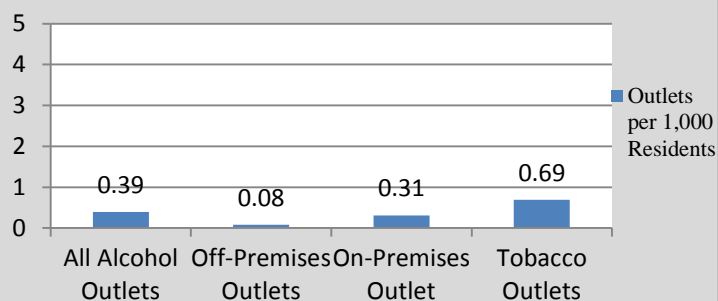 5
4
3
2
1
0
0.39
0.08
0.31
0.69
All Alcohol
Outlets
Off-Premises
Outlets
On-Premises
Outlet
Tobacco
Outlets
Outlets
per 1,000
Residents